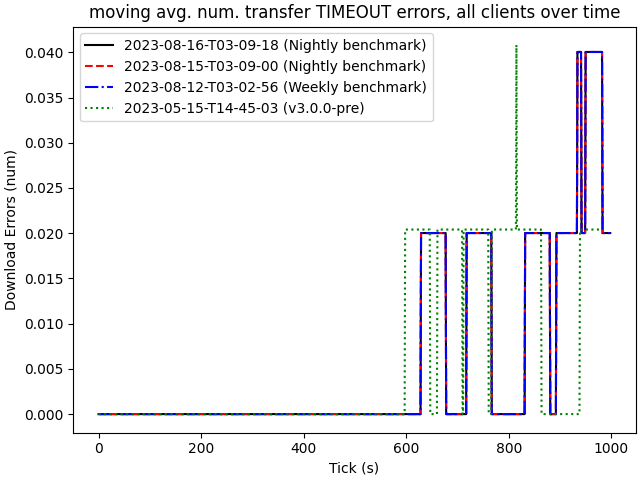 moving avg. num. transfer TIMEOUT errors, all clients over time
2023-08-16-T03-09-18 (Nightly benchmark)
2023-08-15-T03-09-00 (Nightly benchmark)
2023-08-12-T03-02-56 (Weekly benchmark)
2023-05-15-T14-45-03 (v3.0.0-pre)
Download Errors (num)
0.040
0.035
0.030
0.025
0.020
0.015
0.010
0.005
0.000
0 200 400 600 800 1000
Tick (s)